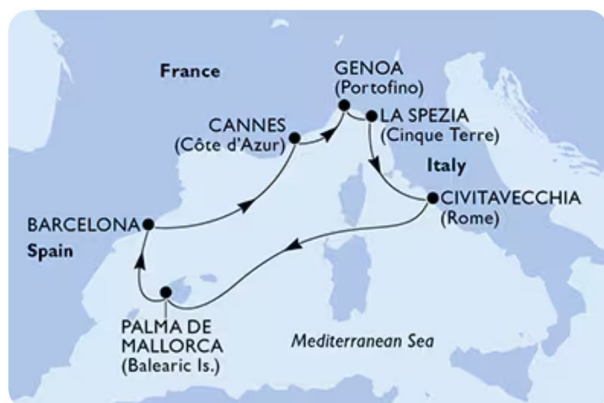 France
GENOA
(Portofino)
CANNES
(Côte d'Azur)
LA SPEZIA
(Cinque Terre)
Italy
CIVITAVECCHIA
(Rome)
BARCELONA
Spain
PALMA DE
MALLORCA
(Balearic Is.)
Mediterranean Sea